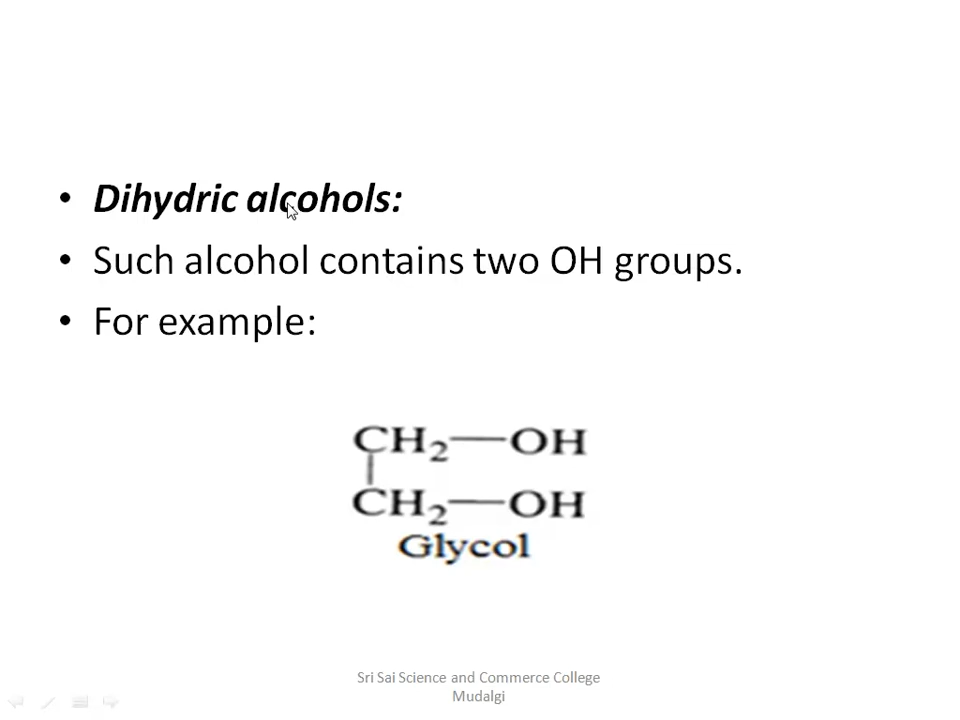 • Dihydric alcohols:
• Such alcohol contains two OH groups.
• For example:
CH₂—OH
|
CH₂—OH
Glycol
Sri Sai Science and Commerce College
Mudalgi